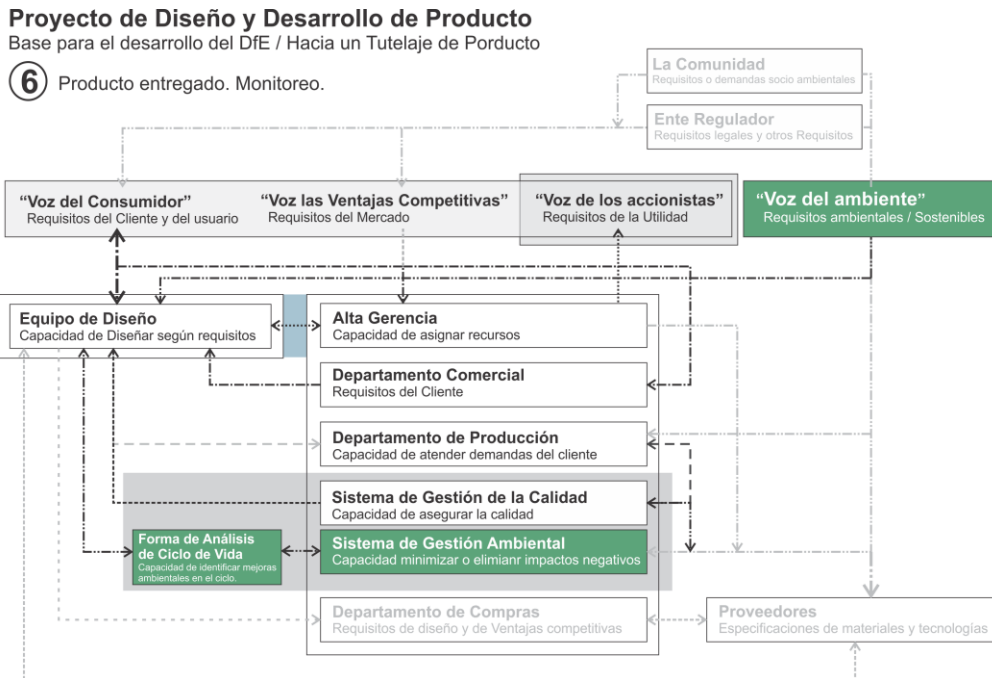 Proyecto de Diseño y Desarrollo de Producto
Base para el desarrollo del DfE / Hacia un Tutelaje de Porducto
6 Producto entregado. Monitoreo.
La Comunidad
Requisitos o demandas socio ambientales
Ente Regulador
Requisitos legales y otros Requisitos
“Voz del Consumidor”
Requisitos del Cliente y del usuario
“Voz las Ventajas Competitivas”
Requisitos del Mercado
“Voz de los accionistas”
Requisitos de la Utilidad
“Voz del ambiente”
Requisitos ambientales / Sostenibles
Equipo de Diseño
Capacidad de Diseñar según requisitos
Alta Gerencia
Capacidad de asignar recursos
Departamento Comercial
Requisitos del Cliente
Departamento de Producción
Capacidad de atender demandas del cliente
Sistema de Gestión de la Calidad
Capacidad de asegurar la calidad
Forma de Análisis
de Ciclo de Vida
Capacidad de identificar mejoras
ambientales en el ciclo.
Sistema de Gestión Ambiental
Capacidad minimizar o elimianr impactos negativos
Departamento de Compras
Requisitos de diseño y de Ventajas competitivas
Proveedores
Especificaciones de materiales y tecnologías